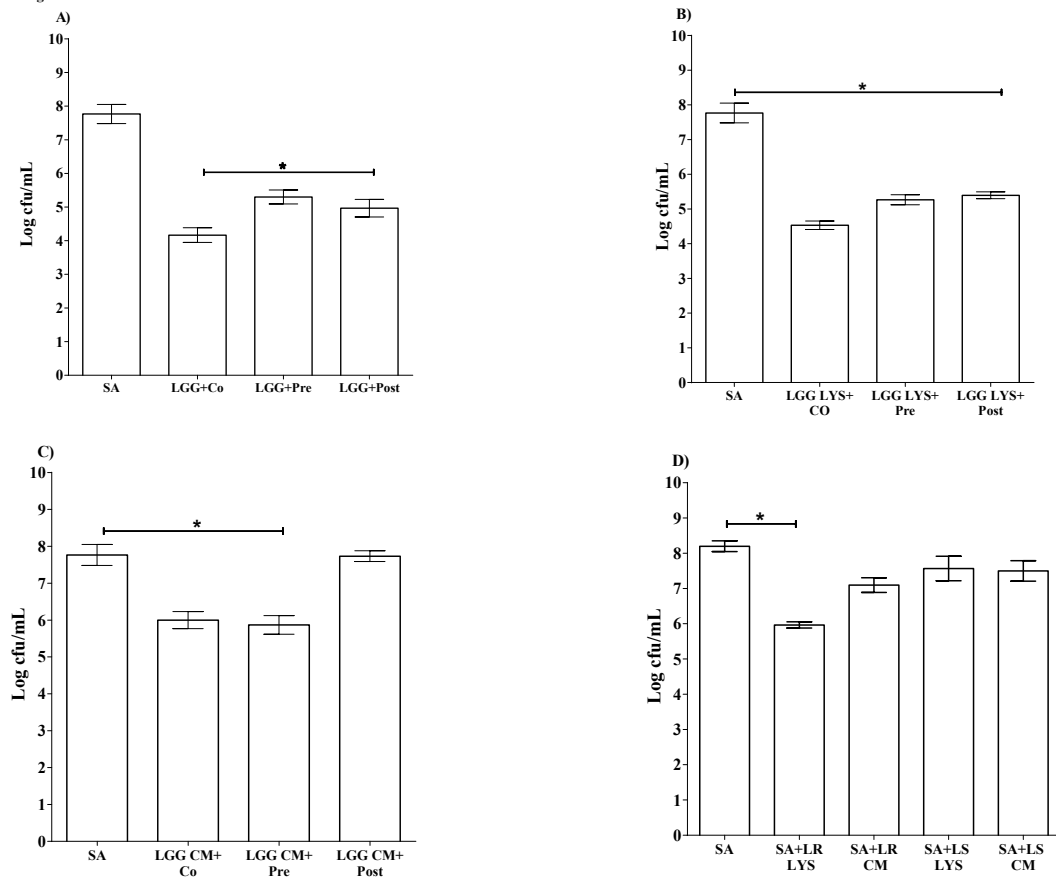 A)
10
9
8
7
6
5
4
3
2
1
0
Log cfu/mL
*
SA
LGG+Co
LGG+Pre
LGG+Post
B)
10
9
8
7
6
5
4
3
2
1
0
Log cfu/mL
*
SA
LGG LYS+
CO
LGG LYS+
Pre
LGG LYS+
Post
C)
10
9
8
7
6
5
4
3
2
1
0
Log cfu/mL
*
SA
LGG CM+
Co
LGG CM+
Pre
LGG CM+
Post
D)
10
9
8
7
6
5
4
3
2
1
0
Log cfu/mL
*
SA
SA+LR
LYS
SA+LR
CM
SA+LS
LYS
SA+LS
CM